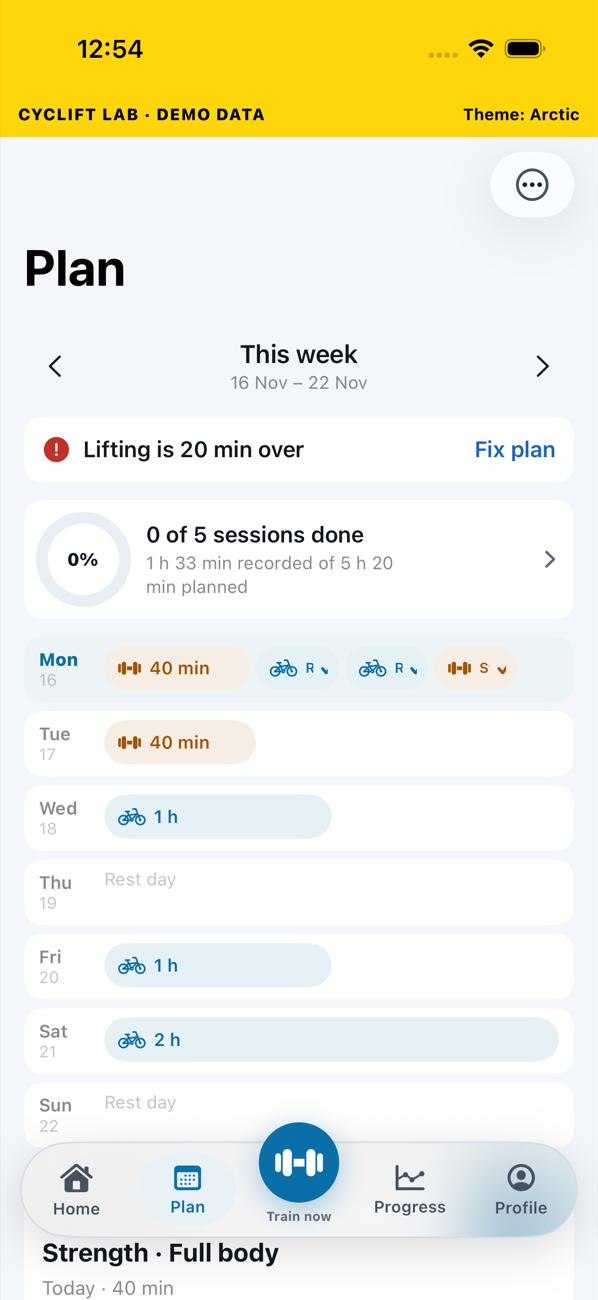 12:54
CYCLIFT LAB · DEMO DATA
Theme: Arctic
Plan
This week
16 Nov – 22 Nov
Lifting is 20 min over
Fix plan
0%
0 of 5 sessions done
1 h 33 min recorded of 5 h 20
min planned
Mon
16
40 min
R
R
S
Tue
17
40 min
Wed
18
1 h
Thu
19
Rest day
Fri
20
1 h
Sat
21
2 h
Sun
22
Rest day
Home
Plan
Train now
Progress
Profile
Strength · Full body
Today · 40 min